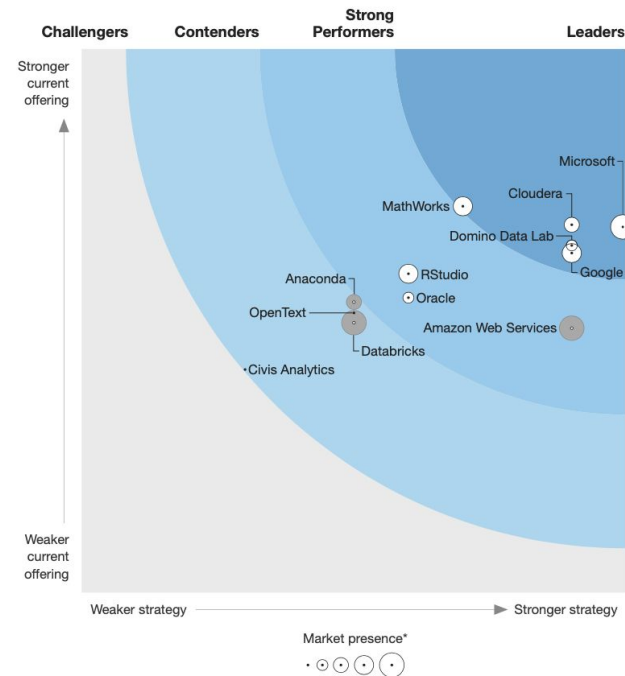 Challengers
Contenders
Strong
Performers
Leaders
Stronger
current
offering
Microsoft
Cloudera
MathWorks
Domino Data Lab
Google
RStudio
Anaconda
Oracle
OpenText
Amazon Web Services
Databricks
Civis Analytics
Weaker
current
offering
Weaker strategy
Stronger strategy
Market presence*